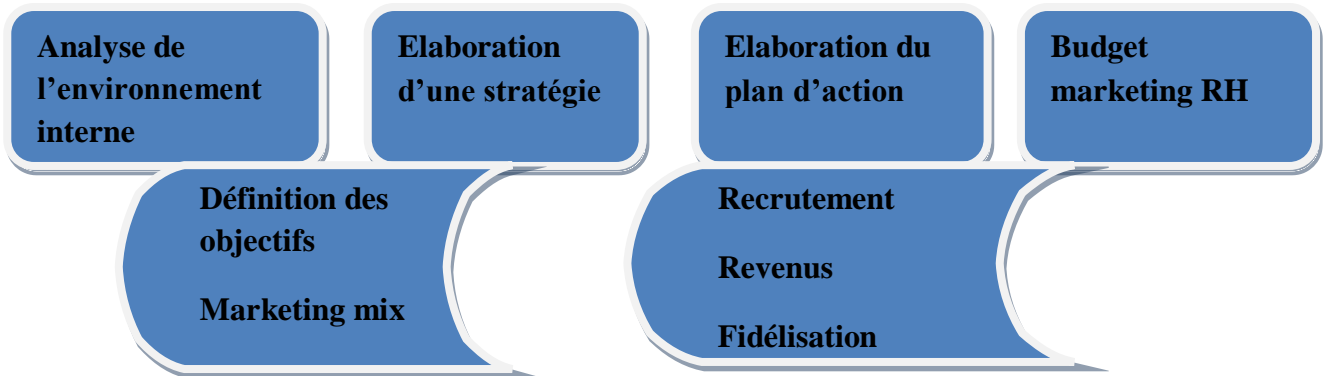 Analyse de
l’environnement
interne
Elaboration
d’une stratégie
Elaboration du
plan d’action
Budget
marketing RH
Définition des
objectifs
Marketing mix
Recrutement
Revenus
Fidélisation